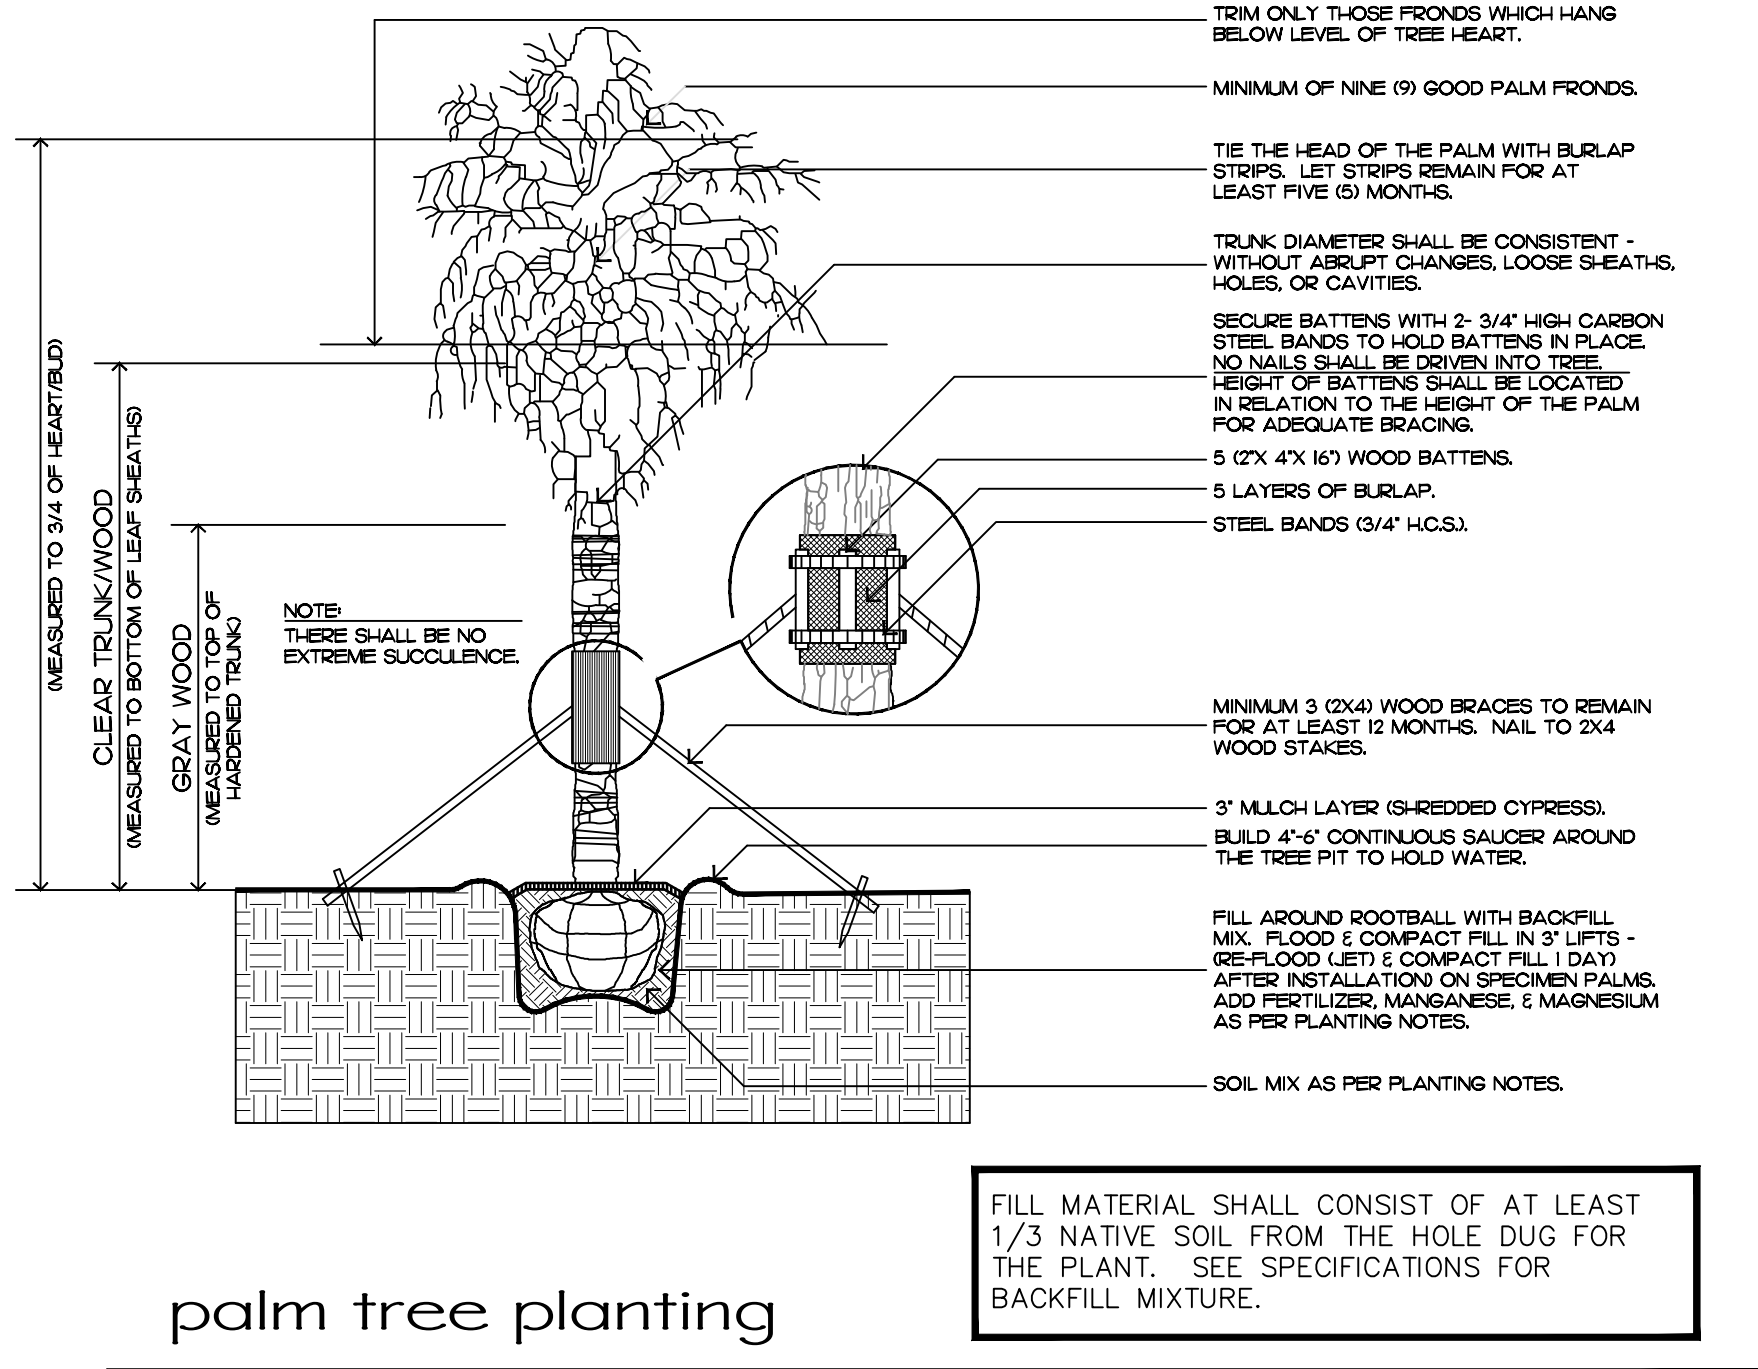 TRIM ONLY THOSE FRONDS WHICH HANG
BELOW LEVEL OF TREE HEART.
MINIMUM OF NINE (9) GOOD PALM FRONDS.
TIE THE HEAD OF THE PALM WITH BURLAP
STRIPS. LET STRIPS REMAIN FOR AT
LEAST FIVE (5) MONTHS.
TRUNK DIAMETER SHALL BE CONSISTENT -
WITHOUT ABRUPT CHANGES, LOOSE SHEATHS,
HOLES, OR CAVITIES.
SECURE BATTENS WITH 2- 3/4" HIGH CARBON
STEEL BANDS TO HOLD BATTENS IN PLACE.
NO NAILS SHALL BE DRIVEN INTO TREE.
HEIGHT OF BATTENS SHALL BE LOCATED
IN RELATION TO THE HEIGHT OF THE PALM
FOR ADEQUATE BRACING.
5 (2"X 4"X 16") WOOD BATTENS.
5 LAYERS OF BURLAP.
STEEL BANDS (3/4" H.C.S.).
(MEASURED TO 3/4 OF HEART/BUD)
CLEAR TRUNK/WOOD
(MEASURED TO BOTTOM OF LEAF SHEATHS)
GRAY WOOD
(MEASURED TO TOP OF
HARDENED TRUNK)
NOTE:
THERE SHALL BE NO
EXTREME SUCCULENCE.
MINIMUM 3 (2X4) WOOD BRACES TO REMAIN
FOR AT LEAST 12 MONTHS. NAIL TO 2X4
WOOD STAKES.
3" MULCH LAYER (SHREDDED CYPRESS).
BUILD 4"-6" CONTINUOUS SAUCER AROUND
THE TREE PIT TO HOLD WATER.
FILL AROUND ROOTBALL WITH BACKFILL
MIX. FLOOD & COMPACT FILL IN 3" LIFTS -
(RE-FLOOD (JET) & COMPACT FILL 1 DAY)
AFTER INSTALLATION) ON SPECIMEN PALMS.
ADD FERTILIZER, MANGANESE, & MAGNESIUM
AS PER PLANTING NOTES.
SOIL MIX AS PER PLANTING NOTES.
FILL MATERIAL SHALL CONSIST OF AT LEAST
1/3 NATIVE SOIL FROM THE HOLE DUG FOR
THE PLANT. SEE SPECIFICATIONS FOR
BACKFILL MIXTURE.
palm tree planting